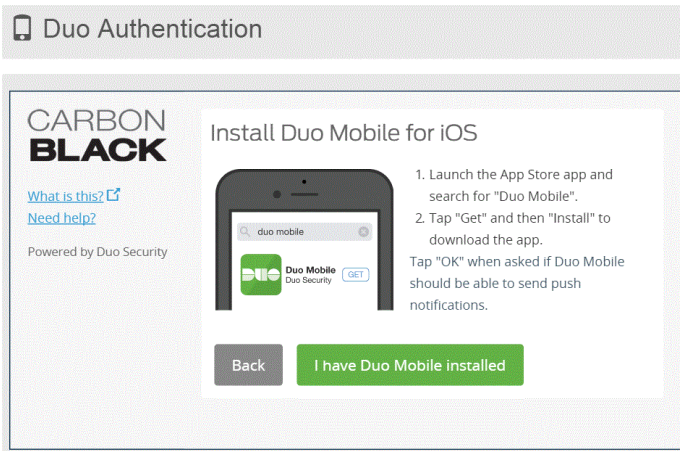 Duo Authentication
CARBON
BLACK
What is this?
Need help?
Powered by Duo Security
Install Duo Mobile for iOS
duo mobile
DUO
Duo Mobile
Duo Security
GET
1. Launch the App Store app and
search for "Duo Mobile".
2. Tap "Get" and then "Install" to
download the app.
Tap "OK" when asked if Duo Mobile
should be able to send push
notifications.
Back
I have Duo Mobile installed